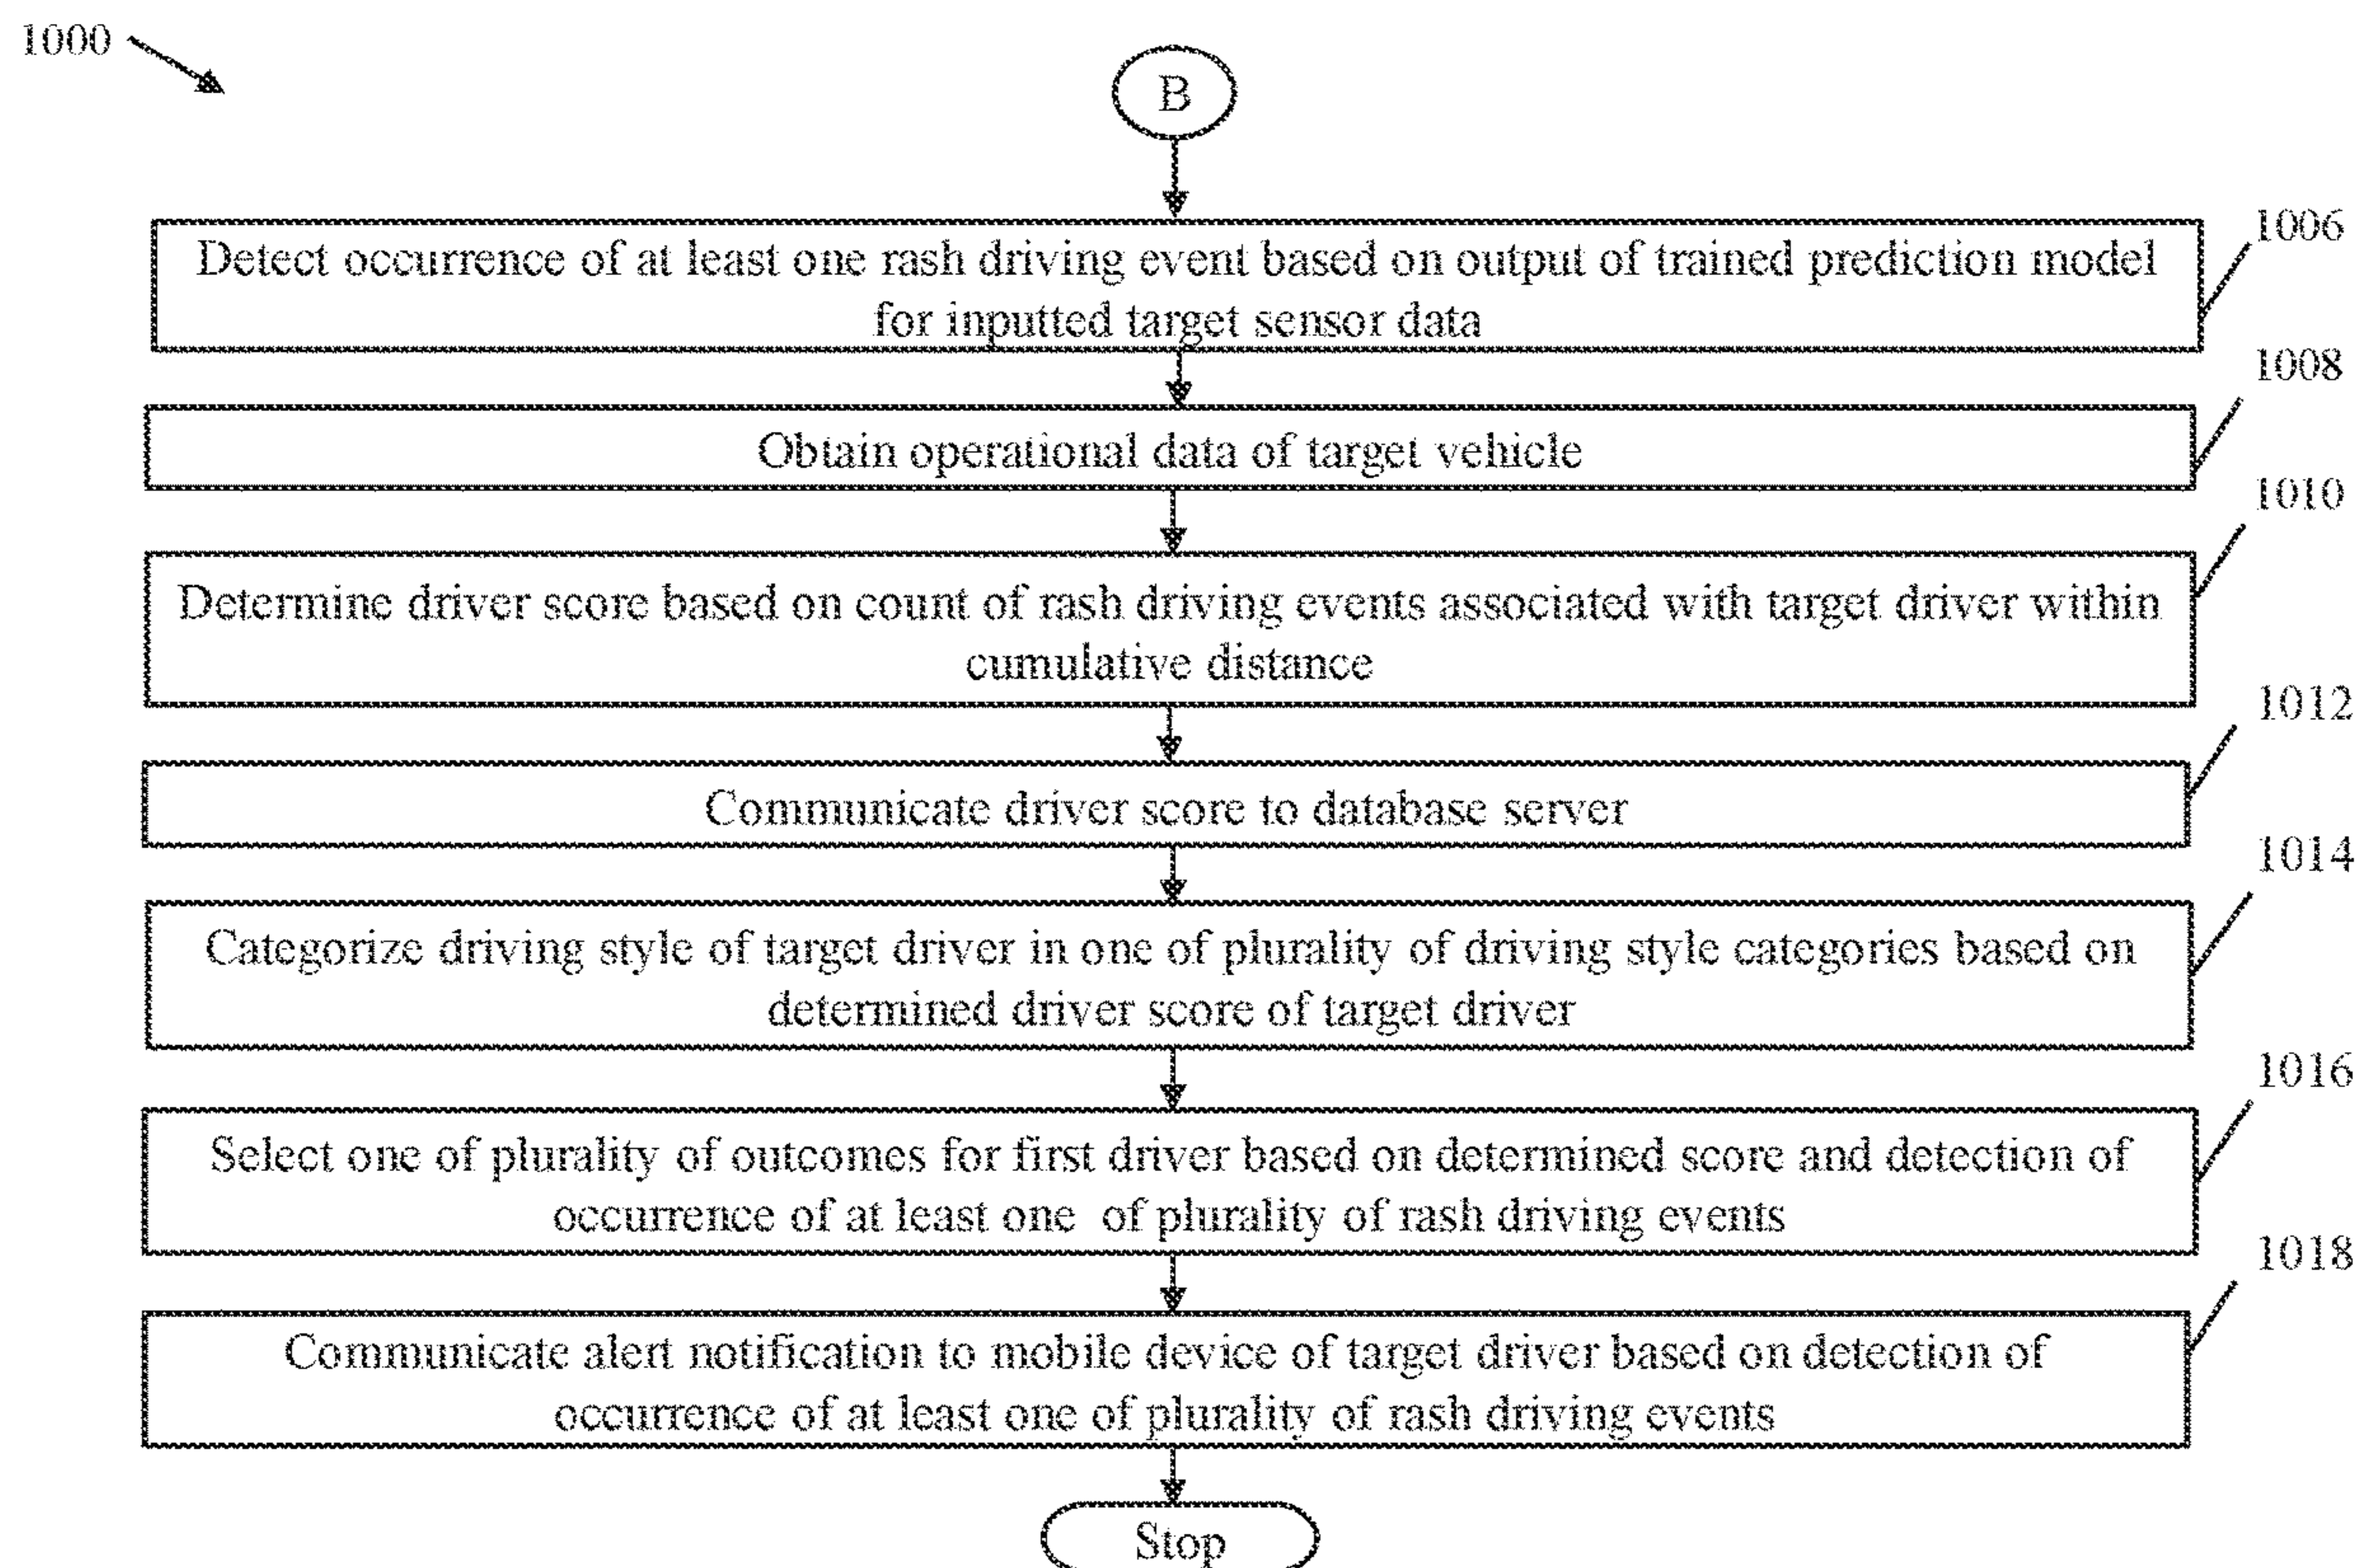 1000
B
1006
Detect occurrence of at least one rash driving event based on output of trained prediction model
for inputted target sensor data
1008
Obtain operational data of target vehicle
1010
Determine driver score based on count of rash driving events associated with target driver within
cumulative distance
1012
Communicate driver score to database server
1014
Categorize driving style of target driver in one of plurality of driving style categories based on
determined driver score of target driver
1016
Select one of plurality of outcomes for first driver based on determined score and detection of
occurrence of at least one of plurality of rash driving events
1018
Communicate alert notification to mobile device of target driver based on detection of
occurrence of at least one of plurality of rash driving events
Stop